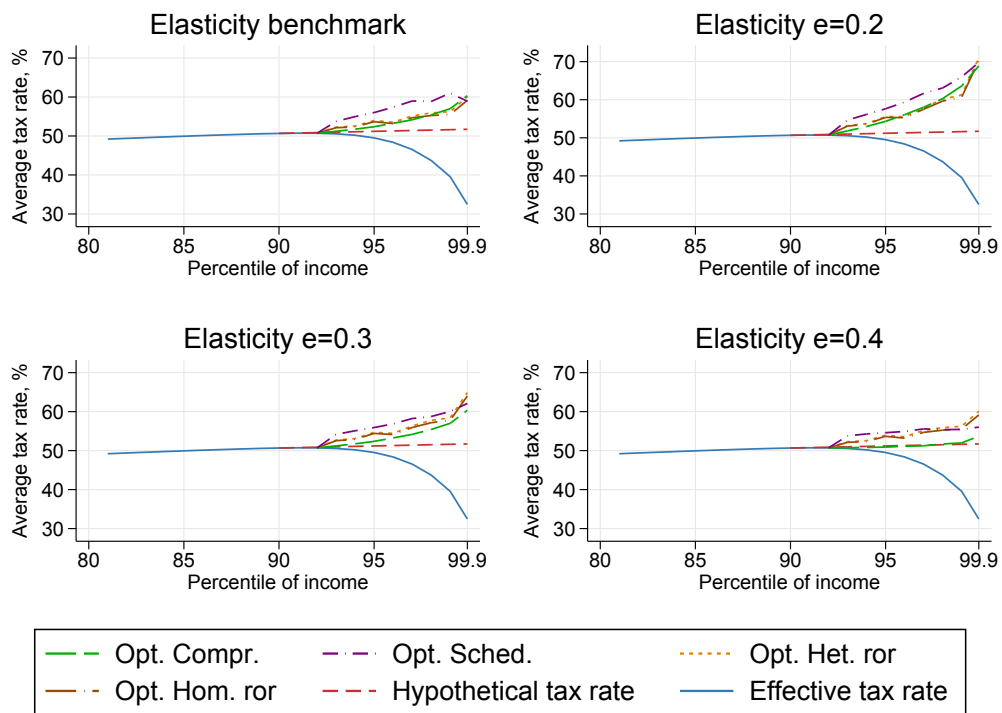 Elasticity benchmark
Average tax rate, %
70
60
50
40
30
80 85 90 95 99.9
Percentile of income
Elasticity e=0.2
Average tax rate, %
70
60
50
40
30
80 85 90 95 99.9
Percentile of income
Elasticity e=0.3
Average tax rate, %
70
60
50
40
30
80 85 90 95 99.9
Percentile of income
Elasticity e=0.4
Average tax rate, %
70
60
50
40
30
80 85 90 95 99.9
Percentile of income
Opt. Compr. Opt. Sched. Opt. Het. ror
Opt. Hom. ror Hypothetical tax rate Effective tax rate